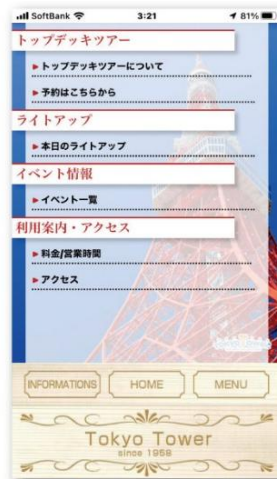 SoftBank 3:21 81%
トップデッキツアー
トップデッキツアーについて
予約はこちらから
ライトアップ
本日のライトアップ
イベント情報
イベント一覧
利用案内・アクセス
料金/営業時間
アクセス
INFORMATIONS HOME MENU
Tokyo Tower
since 1958